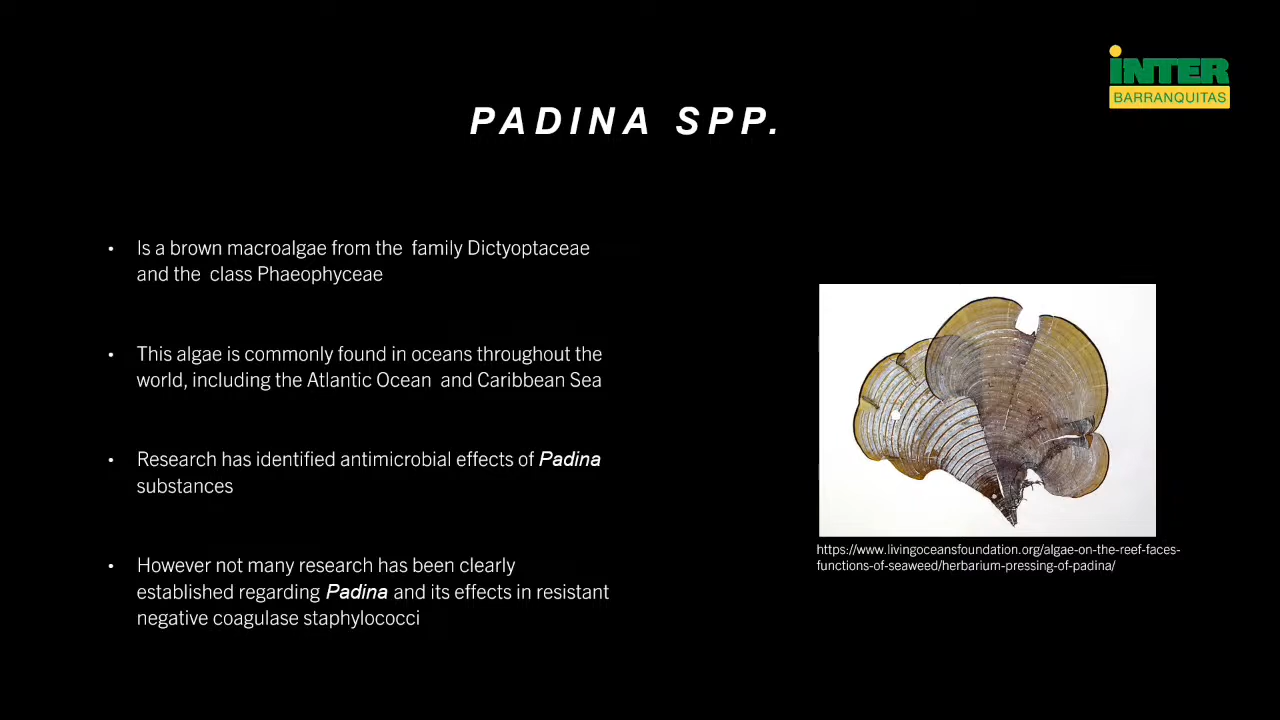 INTER
BARRANQUITAS
PADINA SPP.
• Is a brown macroalgae from the family Dictyoptaceae
and the class Phaeophyceae
• This algae is commonly found in oceans throughout the
world, including the Atlantic Ocean and Caribbean Sea
• Research has identified antimicrobial effects of Padina
substances
• However not many research has been clearly
established regarding Padina and its effects in resistant
negative coagulase staphylococci
https://www.livingoceansfoundation.org/algae-on-the-reef-faces-
functions-of-seaweed/herbarium-pressing-of-padina/